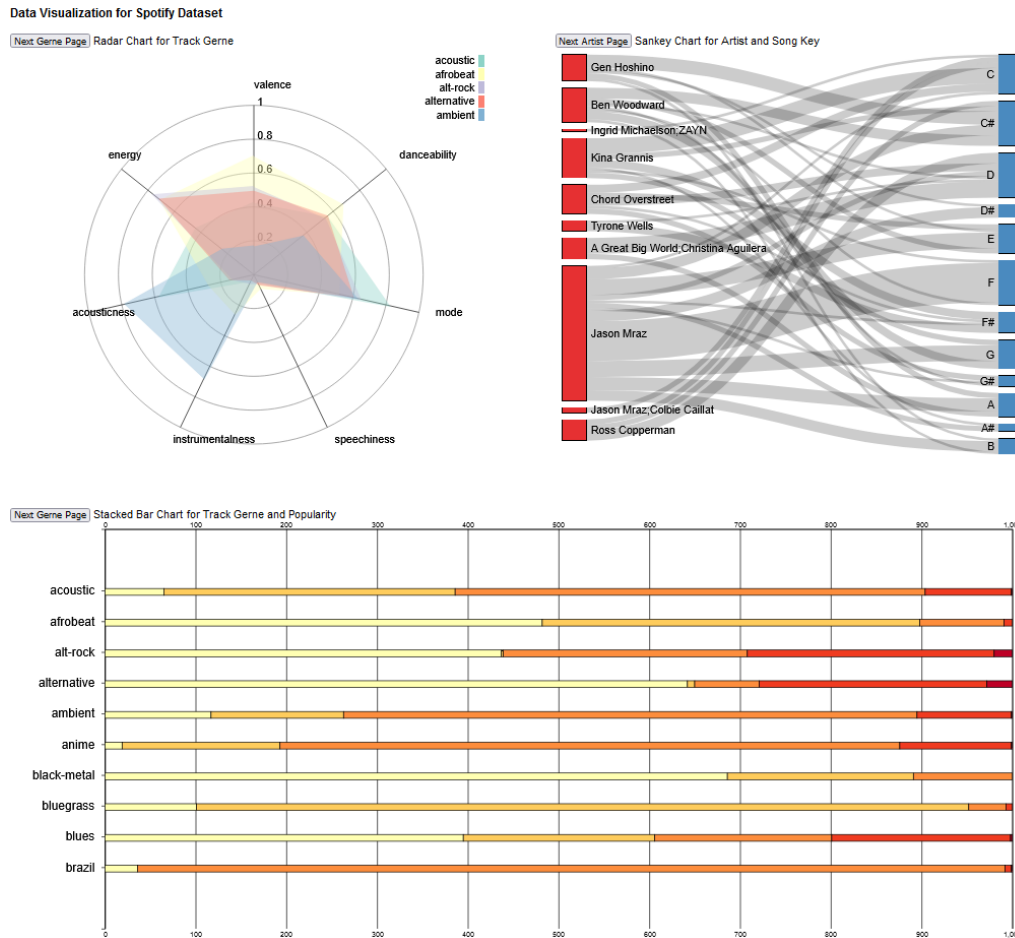 Data Visualization for Spotify Dataset
Next Gerne Page Radar Chart for Track Gerne
acoustic
afrobeat
alt-rock
alternative
ambient
valence
1
0.8
0.6
0.4
0.2
energy
danceability
acousticness
mode
instrumentalness
speechiness
Next Artist Page Sankey Chart for Artist and Song Key
Gen Hoshino
Ben Woodward
Ingrid Michaelson;ZAYN
Kina Grannis
Chord Overstreet
Tyrone Wells
A Great Big World;Christina Aguilera
Jason Mraz
Jason Mraz;Colbie Caillat
Ross Copperman
C
C#
D
D#
E
F
F#
G
G#
A
A#
B
Next Gerne Page Stacked Bar Chart for Track Gerne and Popularity
0 100 200 300 400 500 600 700 800 900 1,0
acoustic
afrobeat
alt-rock
alternative
ambient
anime
black-metal
bluegrass
blues
brazil
0 100 200 300 400 500 600 700 800 900 1,0